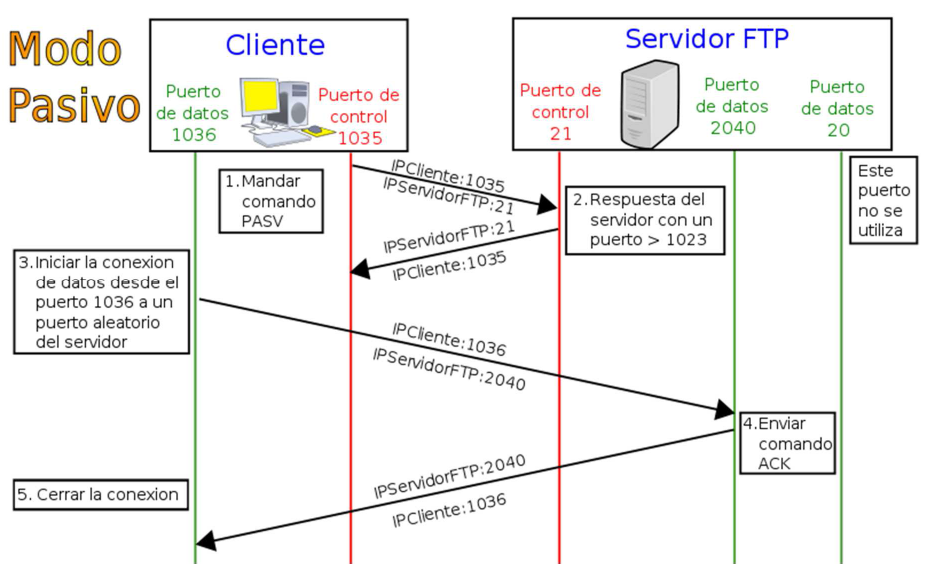 Modo
Pasivo
Cliente
Puerto
de datos
1036
Puerto de
control
1035
Servidor FTP
Puerto de
control
21
Puerto
de datos
2040
Puerto
de datos
20
1.Mandar
comando
PASV
IPCliente:1035
IPServidorFTP:21
2.Respuesta del
servidor con un
puerto > 1023
Este
puerto
no se
utiliza
IPServidorFTP:21
IPCliente:1035
3.Iniciar la conexion
de datos desde el
puerto 1036 a un
puerto aleatorio
del servidor
IPCliente:1036
IPServidorFTP:2040
4.Enviar
comando
ACK
IPServidorFTP:2040
IPCliente:1036
5. Cerrar la conexion